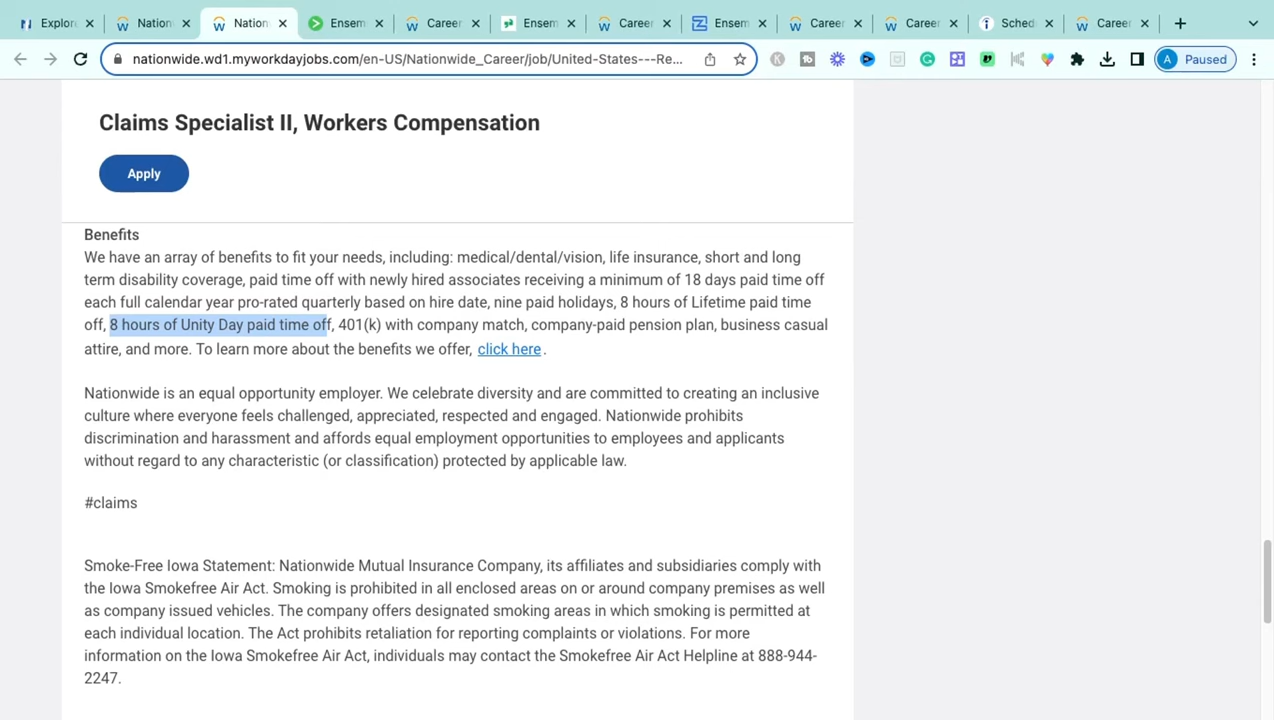 Explore
Nation
Nation
Ensem
Career
Ensem
Career
Ensem
Career
Career
Sched
Career
nationwide.wd1.myworkdayjobs.com/en-US/Nationwide_Career/job/United-States---Re...
A Paused
Claims Specialist II, Workers Compensation
Apply
Benefits
We have an array of benefits to fit your needs, including: medical/dental/vision, life insurance, short and long
term disability coverage, paid time off with newly hired associates receiving a minimum of 18 days paid time off
each full calendar year pro-rated quarterly based on hire date, nine paid holidays, 8 hours of Lifetime paid time
off, 8 hours of Unity Day paid time off, 401(k) with company match, company-paid pension plan, business casual
attire, and more. To learn more about the benefits we offer, click here.
Nationwide is an equal opportunity employer. We celebrate diversity and are committed to creating an inclusive
culture where everyone feels challenged, appreciated, respected and engaged. Nationwide prohibits
discrimination and harassment and affords equal employment opportunities to employees and applicants
without regard to any characteristic (or classification) protected by applicable law.
#claims
Smoke-Free Iowa Statement: Nationwide Mutual Insurance Company, its affiliates and subsidiaries comply with
the Iowa Smokefree Air Act. Smoking is prohibited in all enclosed areas on or around company premises as well
as company issued vehicles. The company offers designated smoking areas in which smoking is permitted at
each individual location. The Act prohibits retaliation for reporting complaints or violations. For more
information on the Iowa Smokefree Air Act, individuals may contact the Smokefree Air Act Helpline at 888-944-
2247.